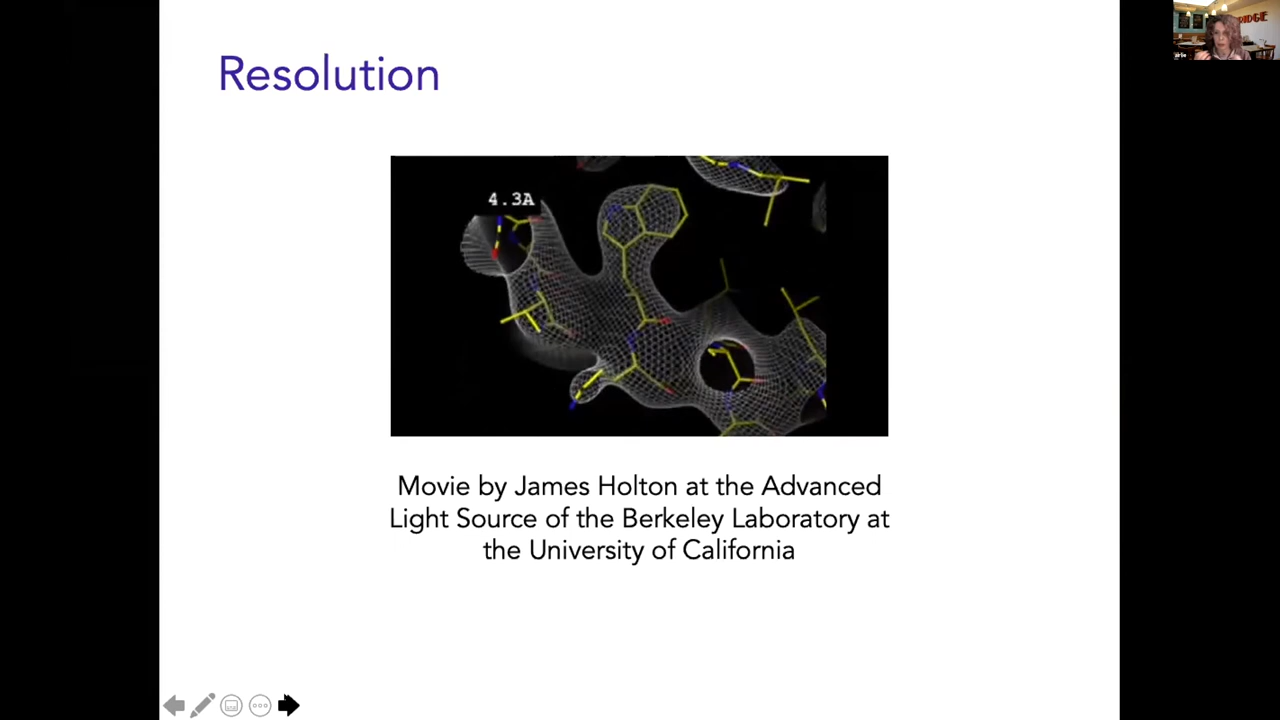 Resolution
4.3A
Movie by James Holton at the Advanced
Light Source of the Berkeley Laboratory at
the University of California